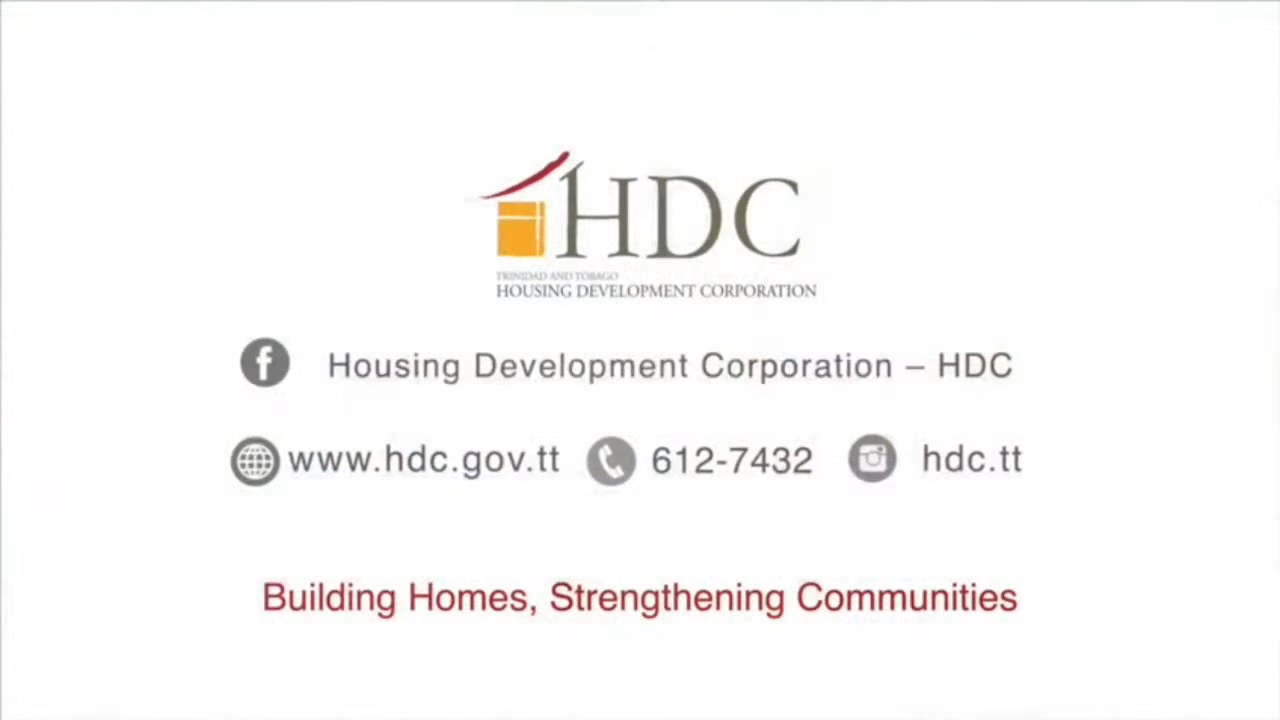 HDC
TRINIDAD AND TOBAGO
HOUSING DEVELOPMENT CORPORATION
Housing Development Corporation – HDC
www.hdc.gov.tt 612-7432 hdc.tt
Building Homes, Strengthening Communities